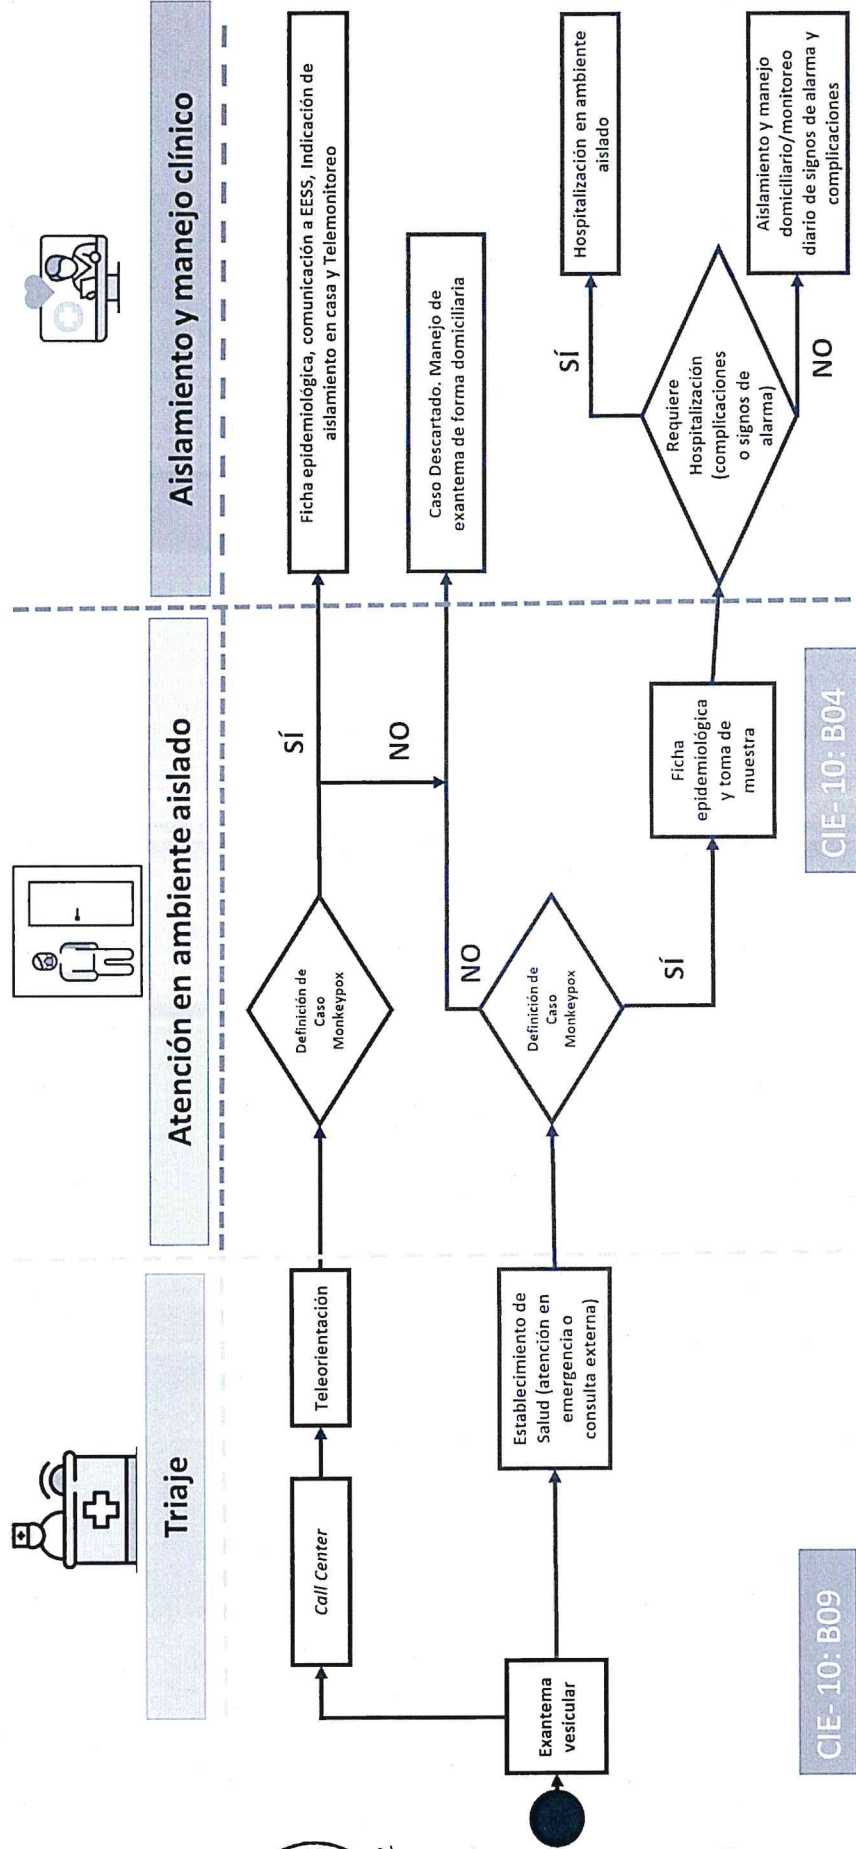 Triaje
Atención en ambiente aislado
Aislamiento y manejo clínico
Exantema
vesicular
Call Center
Teleorientación
Definición de
Caso
Monkeypox
SÍ
NO
Ficha epidemiológica, comunicación a EESS, Indicación de
aislamiento en casa y Telemonitoreo
Caso Descartado. Manejo de
exantema de forma domiciliaria
Establecimiento de
Salud (atención en
emergencia o
consulta externa)
Definición de
Caso
Monkeypox
NO
SÍ
Ficha
epidemiológica
y toma de
muestra
Requiere
Hospitalización
(complicaciones
o signos de
alarma)
SÍ
NO
Hospitalización en ambiente
aislado
Aislamiento y manejo
domiciliario/monitoreo
diario de signos de alarma y
complicaciones
CIE- 10: B09
CIE- 10: B04